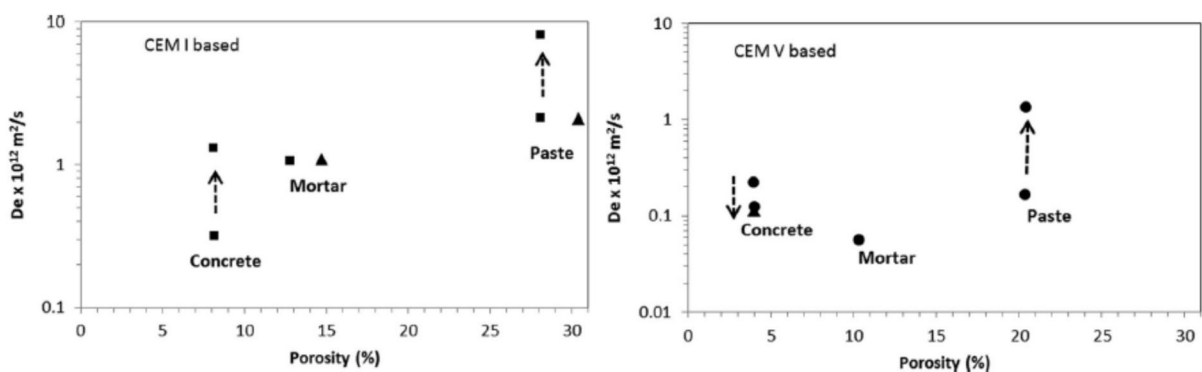 CEM I based
10
1
0.1
De x 10¹² m²/s
Paste
Mortar
Concrete
0 5 10 15 20 25 30
Porosity (%)
CEM V based
10
1
0.1
0.01
De x 10¹² m²/s
Concrete
Mortar
Paste
0 5 10 15 20 25 30
Porosity (%)